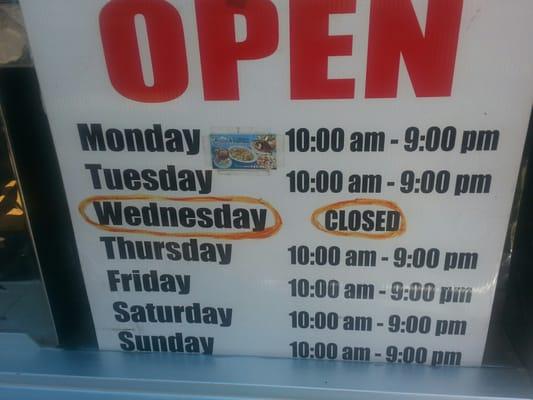 OPEN
Monday 10:00 am - 9:00 pm
Tuesday 10:00 am - 9:00 pm
Wednesday CLOSED
Thursday 10:00 am - 9:00 pm
Friday 10:00 am - 9:00 pm
Saturday 10:00 am - 9:00 pm
Sunday 10:00 am - 9:00 pm